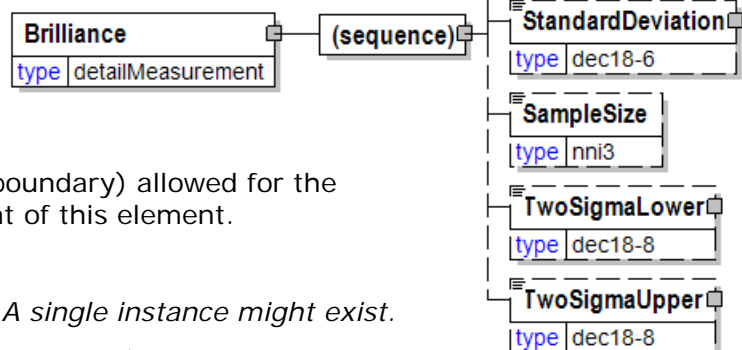 Brilliance
type detailMeasurement
(sequence)
StandardDeviation
type dec18-6
SampleSize
type nni3
TwoSigmaLower
type dec18-8
TwoSigmaUpper
type dec18-8
boundary) allowed for the
t of this element.
A single instance might exist.